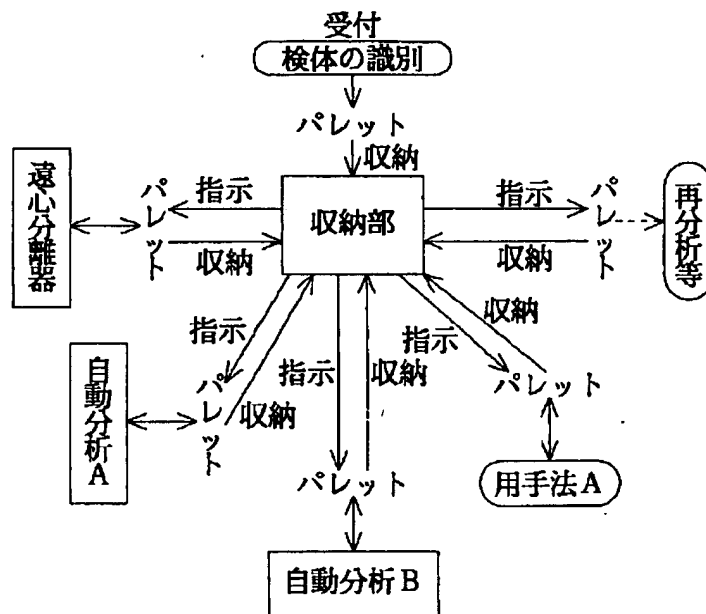 受付
検体の識別
パレット
収納
遠心分離器
パレット
指示
収納
収納部
指示
収納
パレット
再分析等
指示
収納
パレット
自動分析A
指示
収納
パレット
自動分析B
指示
収納
パレット
用手法A